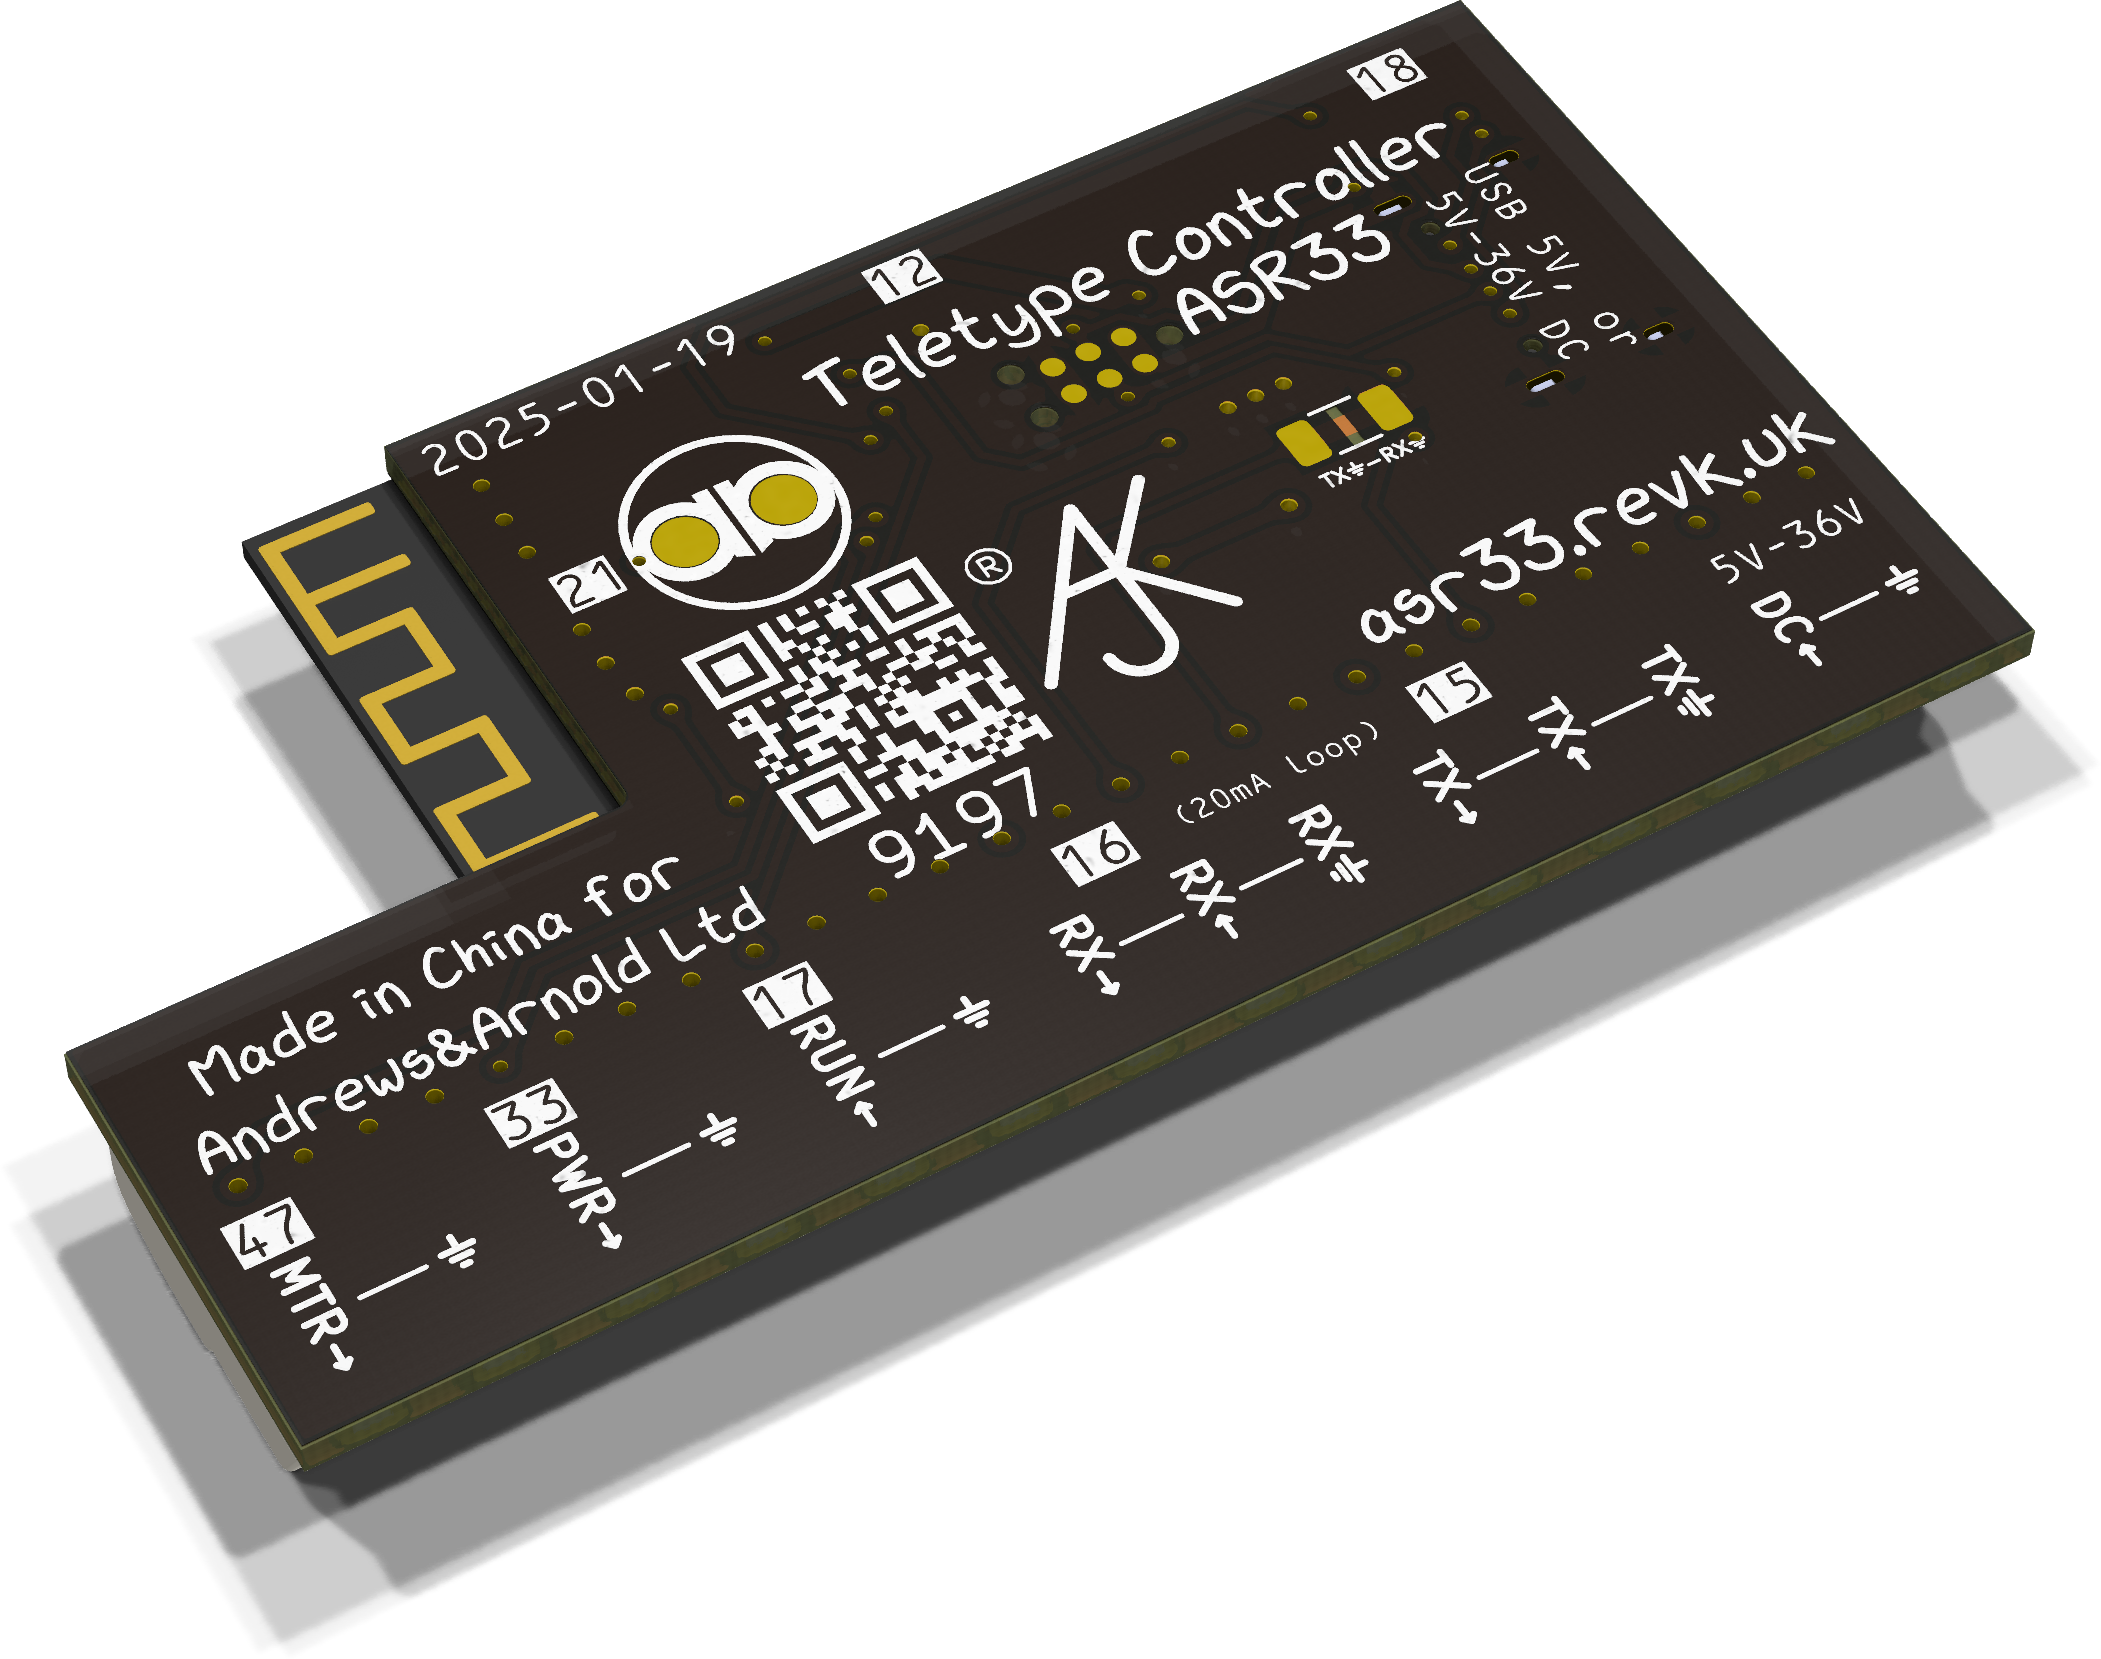 18
Teletype Controller
ASR33
12
2025-01-19
USB 5V, or
5V-36V DC
TX⏚-RX⏚
21
®
AJK
asr33.revk.uk
5V-36V
DC↑ ⏚
9197
(20mA Loop)
15
TX↓ TX↑ TX⏚
16
RX↓ RX↑ RX⏚
17
RUN↑ ⏚
33
PWR↓ ⏚
47
MTR↓ ⏚
Made in China for
Andrews&Arnold Ltd